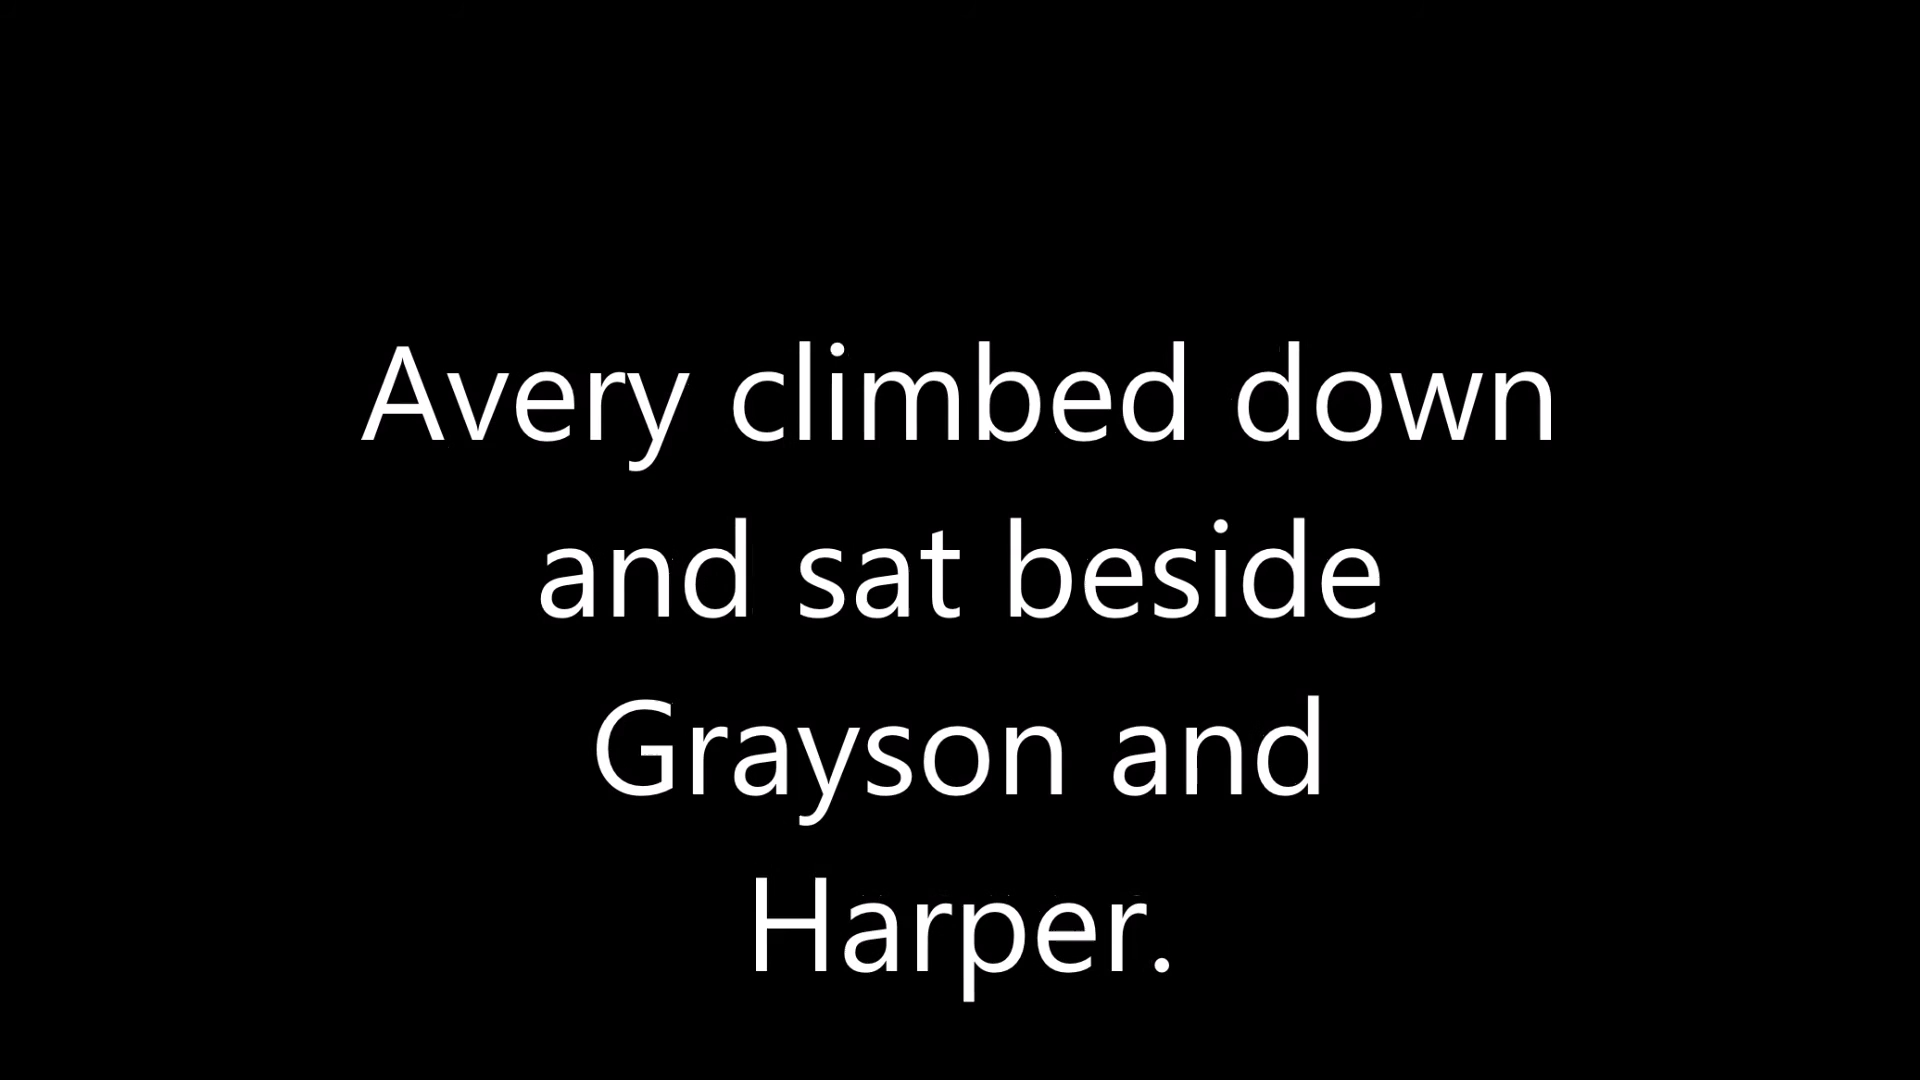 Avery climbed down
and sat beside
Grayson and
Harper.